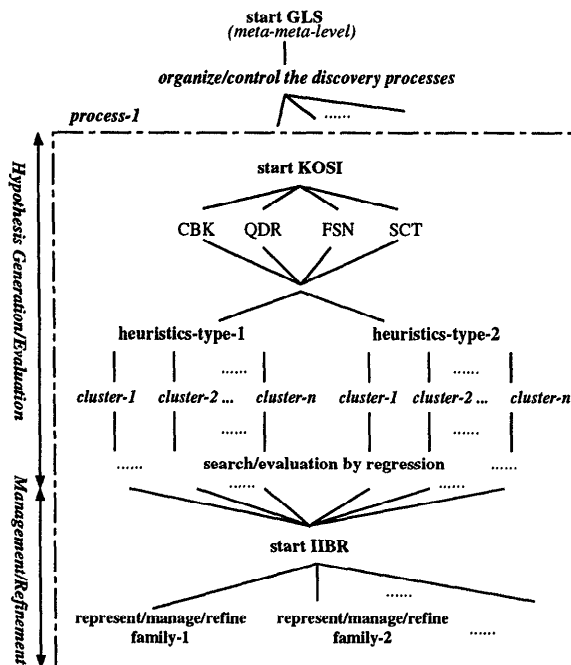 start GLS
(meta-meta-level)
organize/control the discovery processes
process-1
......
start KOSI
CBK QDR FSN SCT
heuristics-type-1 heuristics-type-2
...... ......
cluster-1 cluster-2 ... cluster-n cluster-1 cluster-2 ... cluster-n
...... ......
...... search/evaluation by regression ......
...... ......
start IIBR
......
represent/manage/refine represent/manage/refine
family-1 family-2 ......
Hypothesis Generation/Evaluation
Management/Refinement